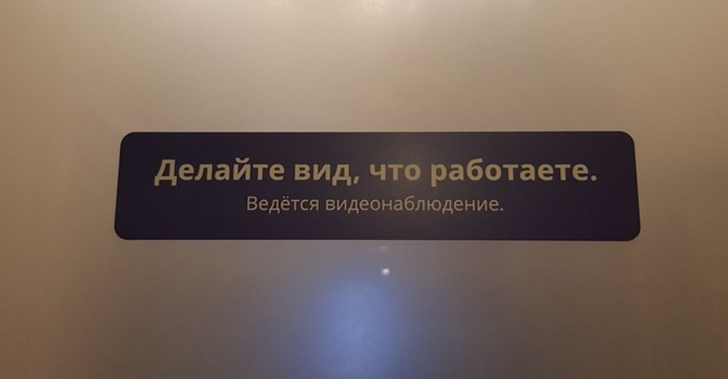 Делайте вид, что работаете.
Ведётся видеонаблюдение.